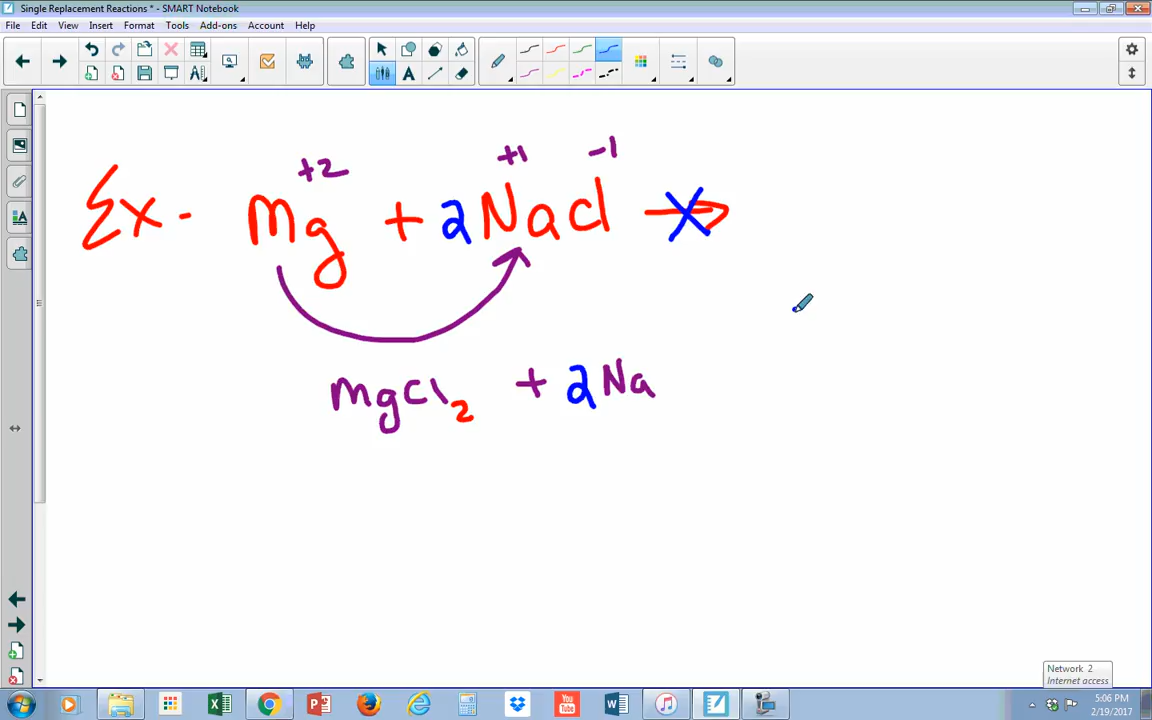 Single Replacement Reactions * - SMART Notebook
File Edit View Insert Format Tools Add-ons Account Help
+2 +1 -1
Ex - Mg + 2NaCl → X
MgCl2 + 2Na
Network 2
Internet access
5:06 PM
2/19/2017